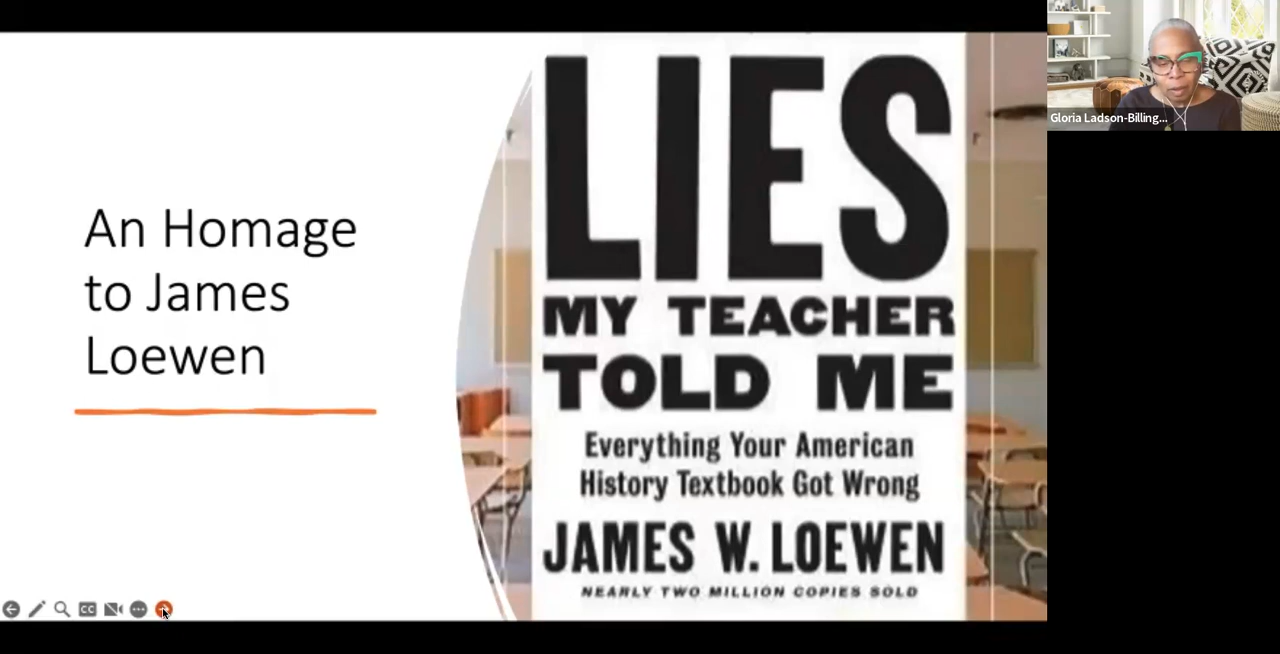 An Homage
to James
Loewen
LIES
MY TEACHER
TOLD ME
Everything Your American
History Textbook Got Wrong
JAMES W. LOEWEN
NEARLY TWO MILLION COPIES SOLD
CC
Gloria Ladson-Billing...